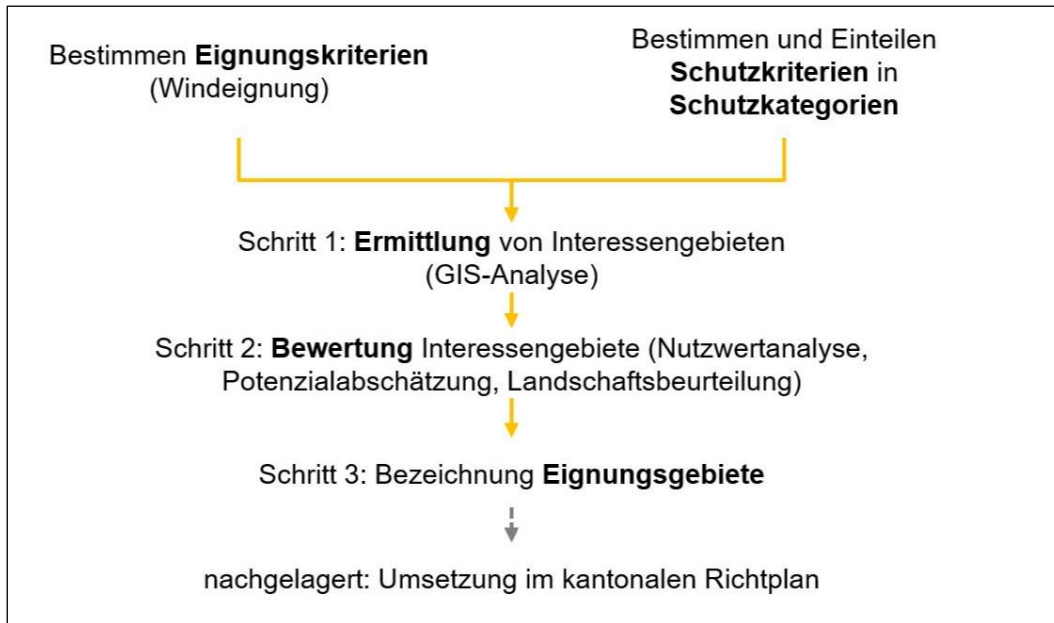 Bestimmen Eignungskriterien
(Windeignung)
Bestimmen und Einteilen
Schutzkriterien in
Schutzkategorien
Schritt 1: Ermittlung von Interessengebieten
(GIS-Analyse)
Schritt 2: Bewertung Interessengebiete (Nutzwertanalyse,
Potenzialabschätzung, Landschaftsbeurteilung)
Schritt 3: Bezeichnung Eignungsgebiete
nachgelagert: Umsetzung im kantonalen Richtplan